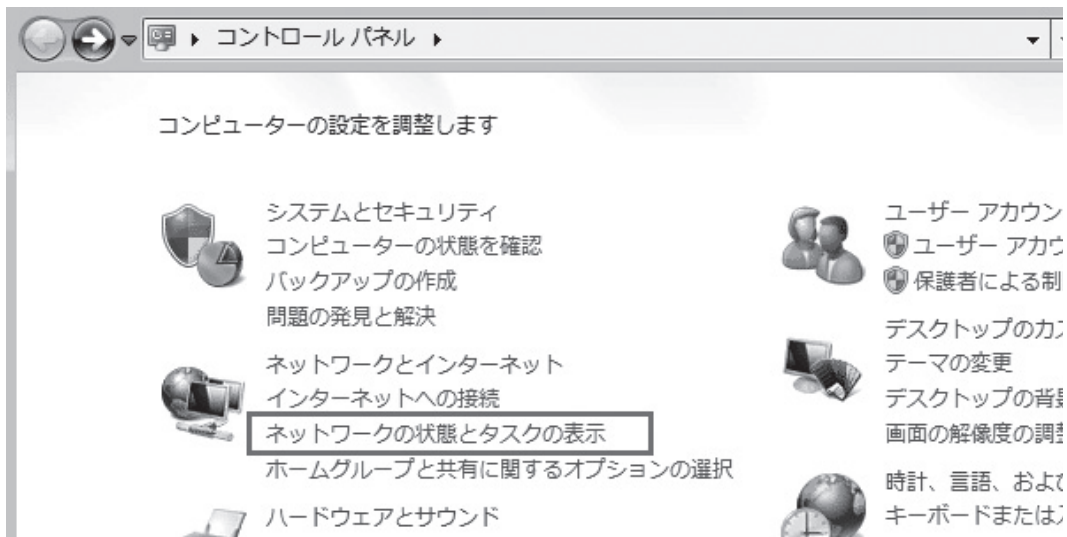 コントロール パネル
コンピューターの設定を調整します
システムとセキュリティ
コンピューターの状態を確認
バックアップの作成
問題の発見と解決
ネットワークとインターネット
インターネットへの接続
ネットワークの状態とタスクの表示
ホームグループと共有に関するオプションの選択
ハードウェアとサウンド
ユーザー アカウン
ユーザー アカウ
保護者による制
デスクトップのカス
テーマの変更
デスクトップの背景
画面の解像度の調整
時計、言語、および
キーボードまたは入